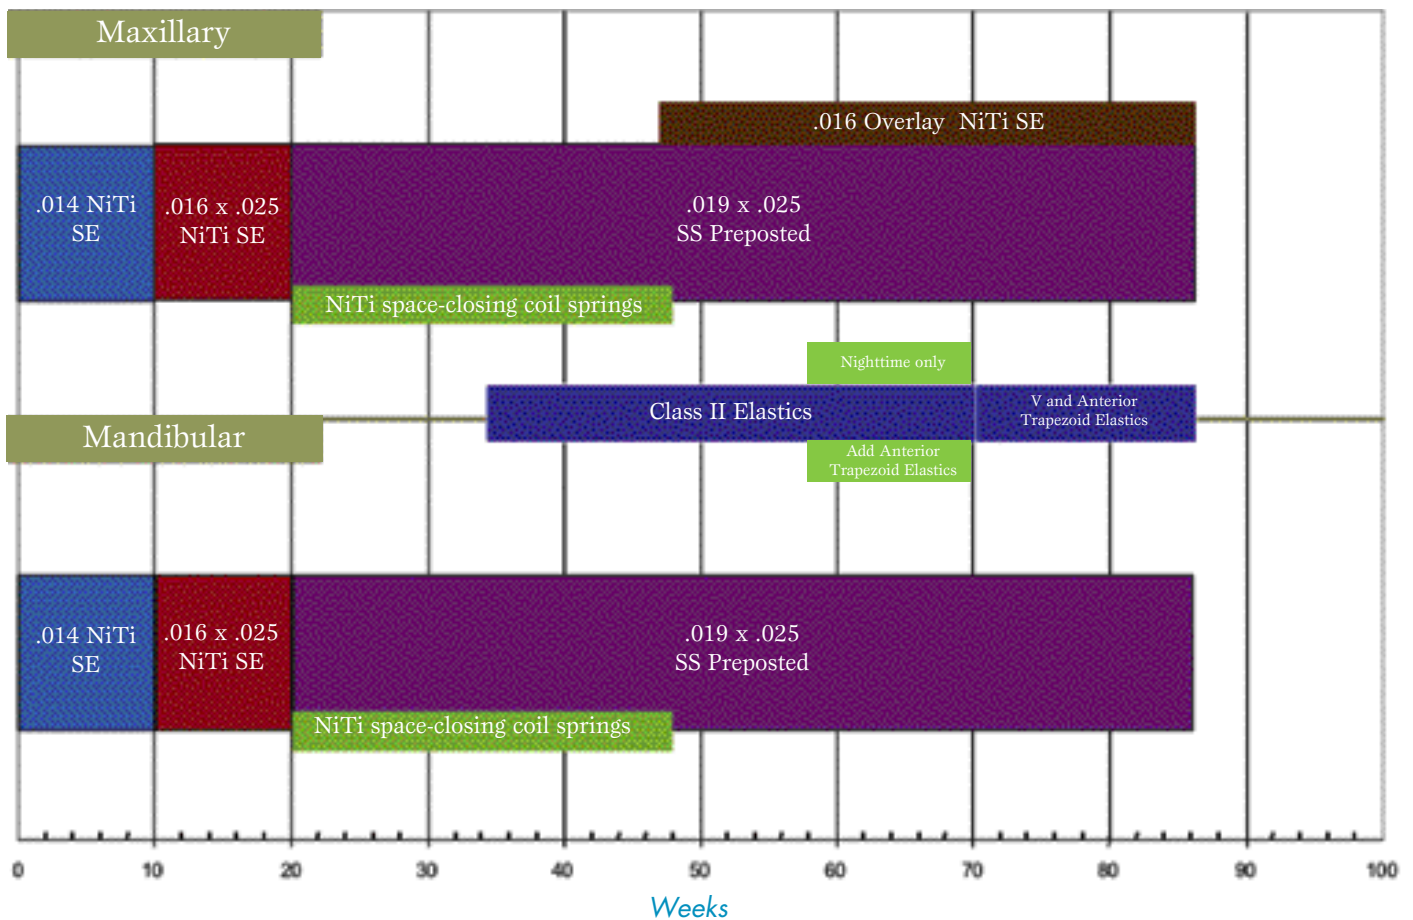 Maxillary
.016 Overlay NiTi SE
.014 NiTi
SE
.016 x .025
NiTi SE
.019 x .025
SS Preposted
NiTi space-closing coil springs
Nighttime only
Class II Elastics
V and Anterior
Trapezoid Elastics
Mandibular
Add Anterior
Trapezoid Elastics
.014 NiTi
SE
.016 x .025
NiTi SE
.019 x .025
SS Preposted
NiTi space-closing coil springs
0 10 20 30 40 50 60 70 80 90 100
Weeks